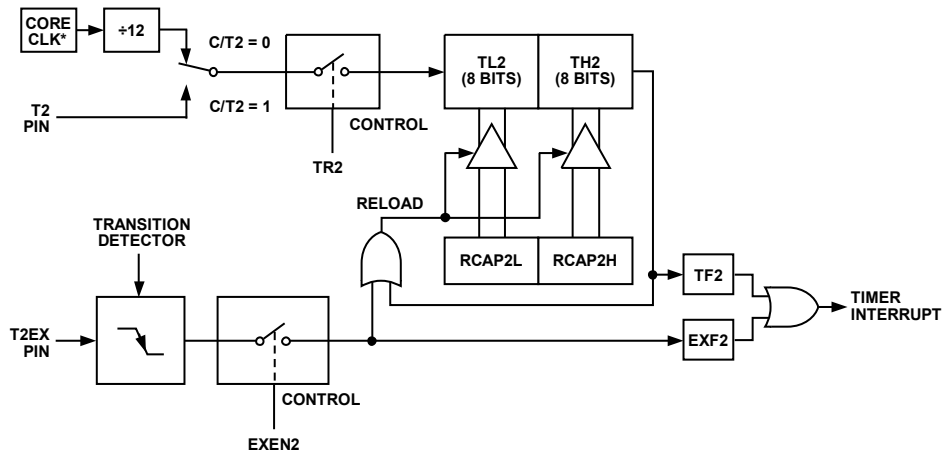 CORE
CLK*
÷12
C/T2 = 0
C/T2 = 1
T2
PIN
CONTROL
TR2
TL2
(8 BITS)
TH2
(8 BITS)
RELOAD
TRANSITION
DETECTOR
RCAP2L
RCAP2H
TF2
TIMER
INTERRUPT
T2EX
PIN
EXF2
CONTROL
EXEN2